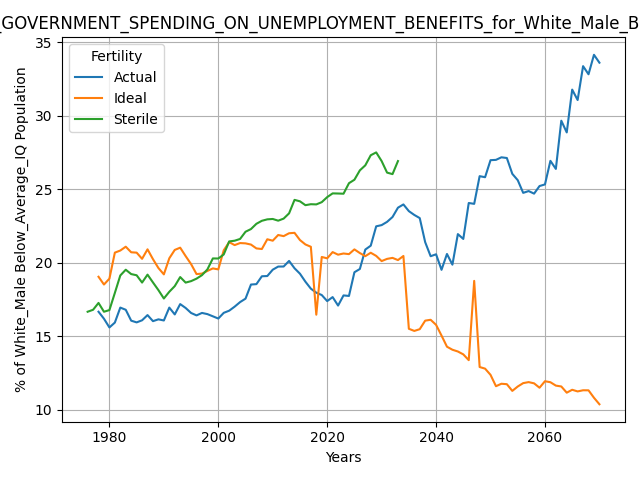 _GOVERNMENT_SPENDING_ON_UNEMPLOYMENT_BENEFITS_for_White_Male_B
% of White_Male Below_Average_IQ Population
35
30
25
20
15
10
Fertility
Actual
Ideal
Sterile
1980
2000
2020
2040
2060
Years